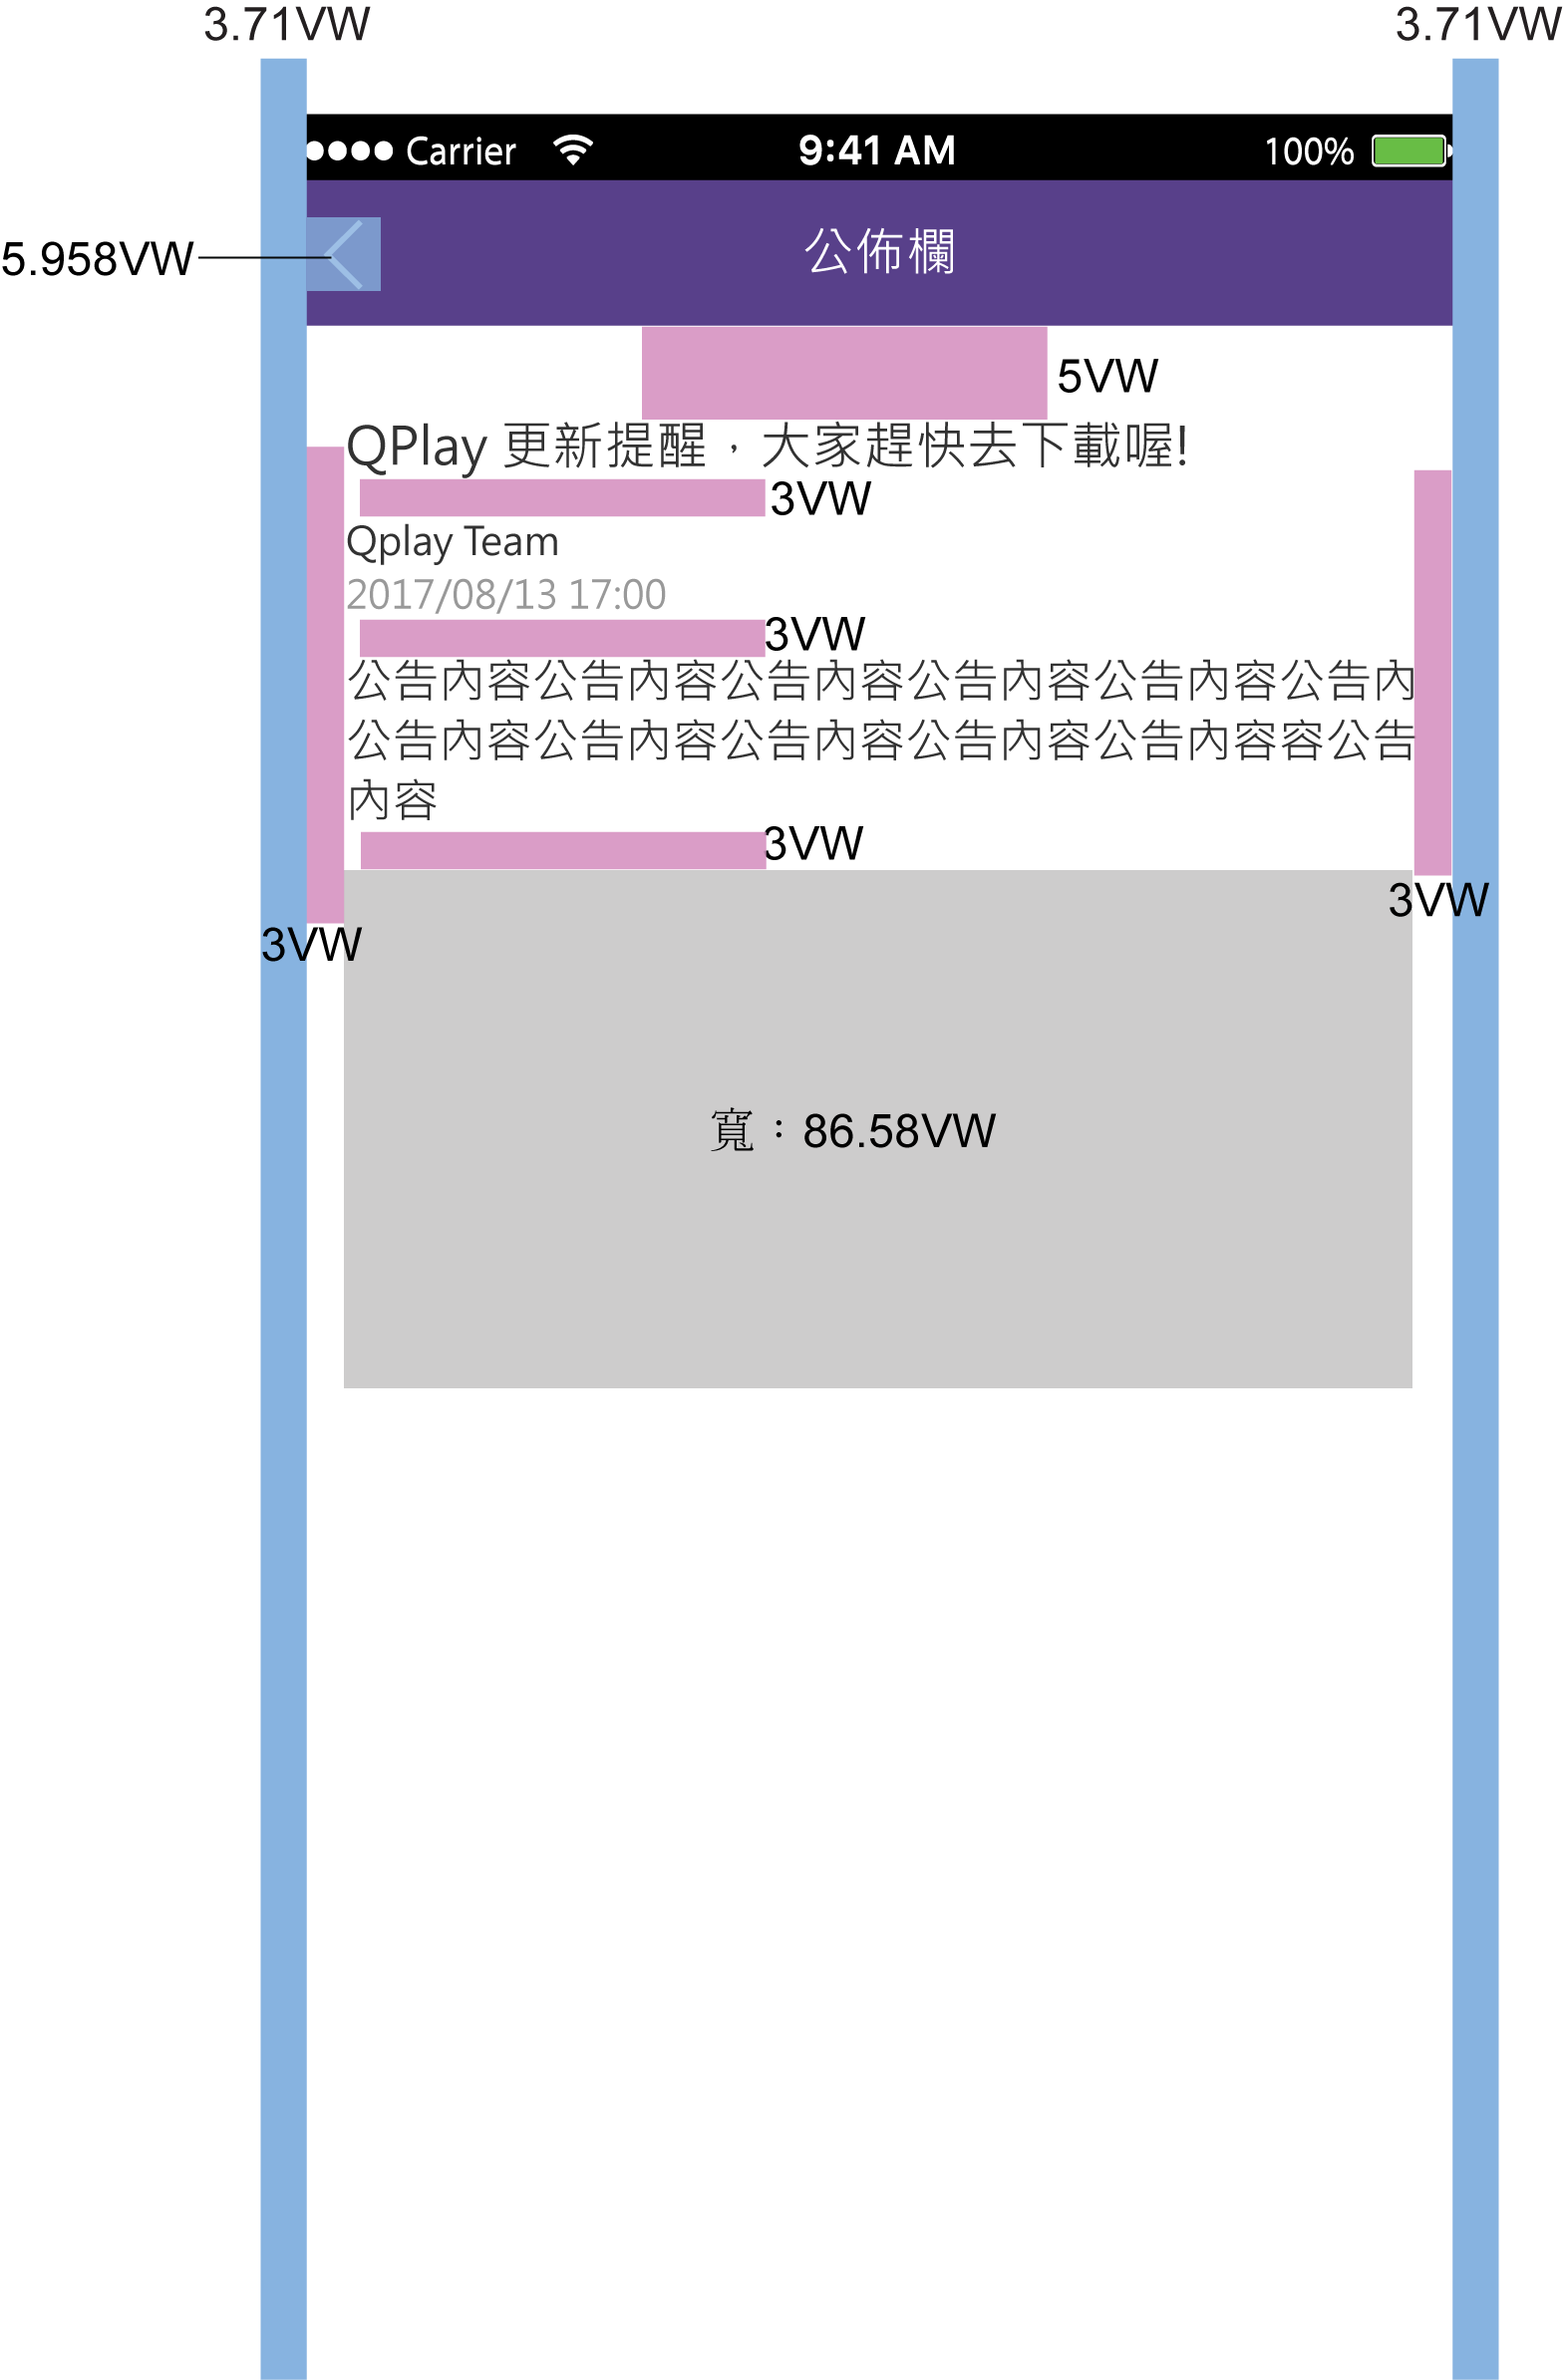 3.71VW 3.71VW
Carrier 9:41 AM 100%
5.958VW
公佈欄
5VW
QPlay 更新提醒，大家趕快去下載喔!
3VW
Qplay Team
2017/08/13 17:00
3VW
公告內容公告內容公告內容公告內容公告內容公告內
公告內容公告內容公告內容公告內容公告內容容公告
內容
3VW
3VW
3VW
寬：86.58VW